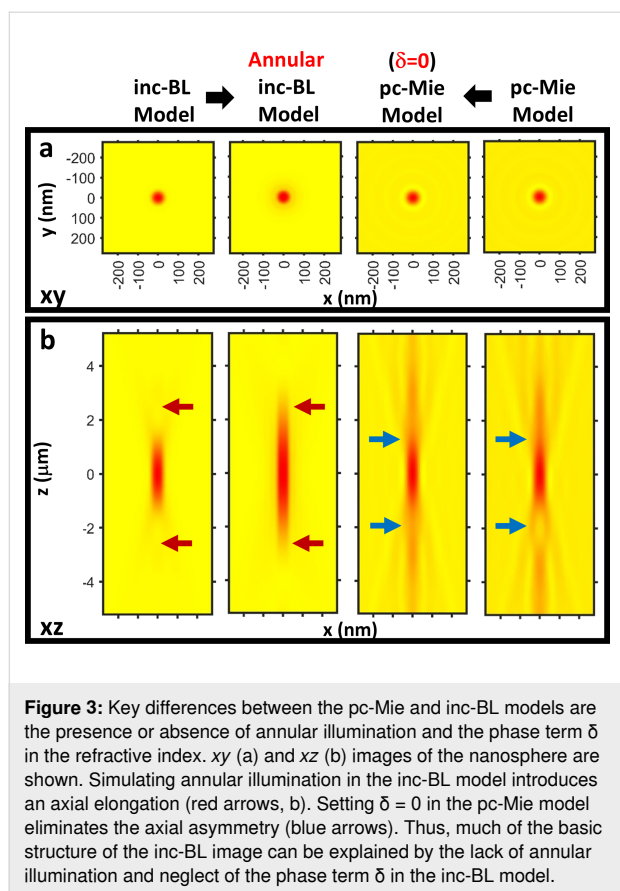 Annular (δ=0)
inc-BL inc-BL pc-Mie pc-Mie
Model Model Model Model
a
y (nm)
-200
-100
0
100
200
-200 0 100 200 -200 0 100 200 -200 0 100 200 -200 0 100 200
xy
x (nm)
b
z (μm)
4
2
0
-2
-4
xz
x (nm)
Figure 3: Key differences between the pc-Mie and inc-BL models are
the presence or absence of annular illumination and the phase term δ
in the refractive index. xy (a) and xz (b) images of the nanosphere are
shown. Simulating annular illumination in the inc-BL model introduces
an axial elongation (red arrows, b). Setting δ = 0 in the pc-Mie model
eliminates the axial asymmetry (blue arrows). Thus, much of the basic
structure of the inc-BL image can be explained by the lack of annular
illumination and neglect of the phase term δ in the inc-BL model.